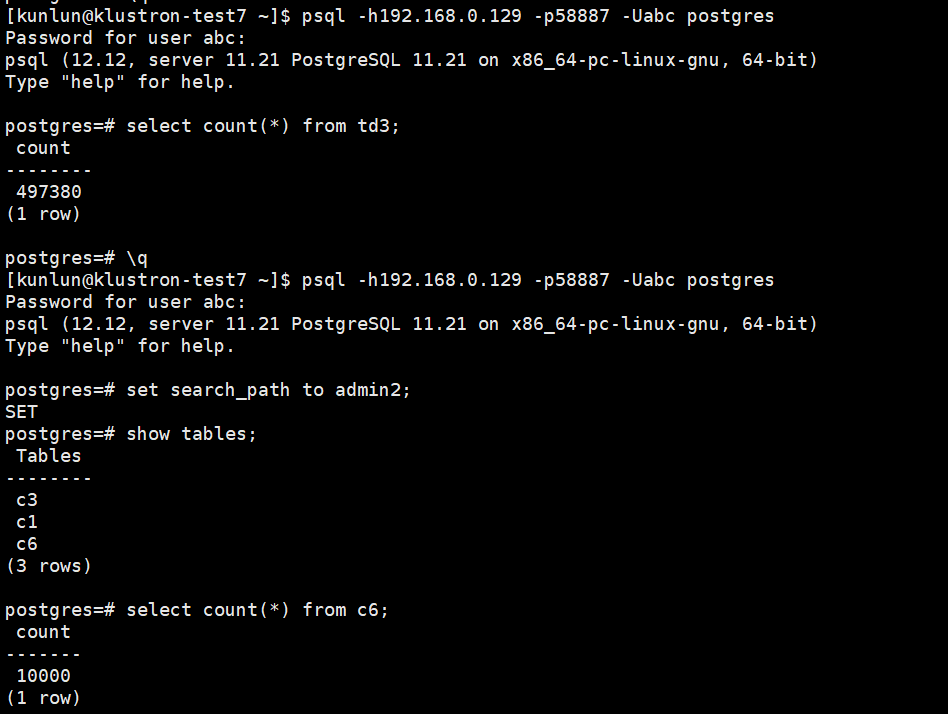 [kunlun@klustron-test7 ~]$ psql -h192.168.0.129 -p58887 -Uabc postgres
Password for user abc:
psql (12.12, server 11.21 PostgreSQL 11.21 on x86_64-pc-linux-gnu, 64-bit)
Type "help" for help.

postgres=# select count(*) from td3;
 count
--------
 497380
(1 row)

postgres=# \q
[kunlun@klustron-test7 ~]$ psql -h192.168.0.129 -p58887 -Uabc postgres
Password for user abc:
psql (12.12, server 11.21 PostgreSQL 11.21 on x86_64-pc-linux-gnu, 64-bit)
Type "help" for help.

postgres=# set search_path to admin2;
SET
postgres=# show tables;
 Tables
--------
 c3
 c1
 c6
(3 rows)

postgres=# select count(*) from c6;
 count
-------
 10000
(1 row)